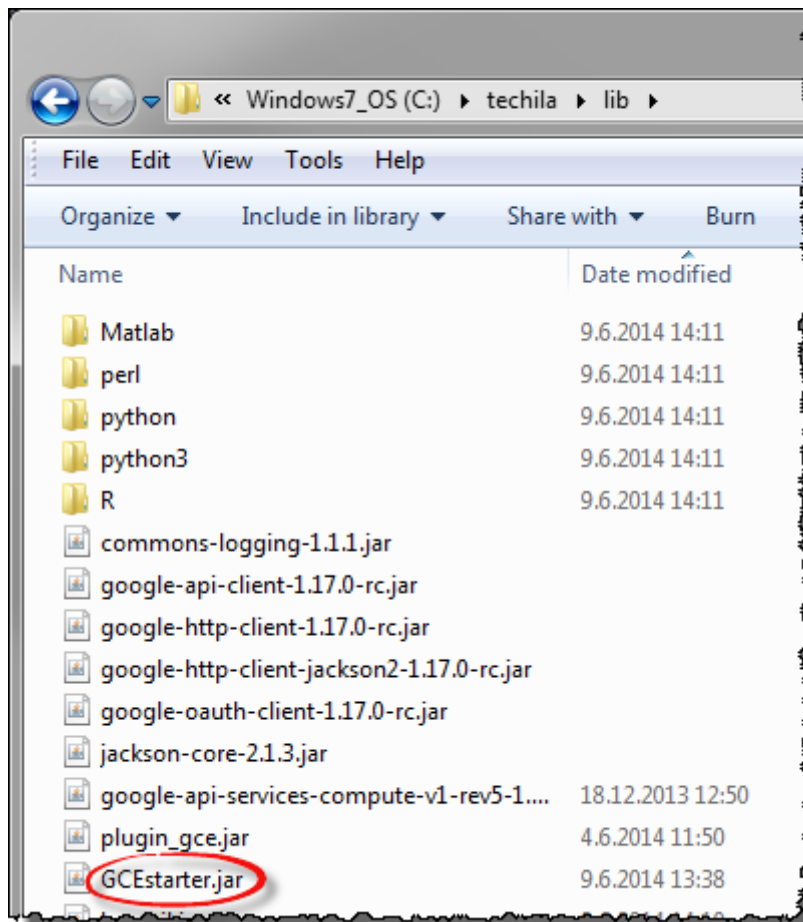 « Windows7_OS (C:) ▸ techila ▸ lib ▸
File Edit View Tools Help
Organize ▾ Include in library ▾ Share with ▾ Burn
Name Date modified
Matlab 9.6.2014 14:11
perl 9.6.2014 14:11
python 9.6.2014 14:11
python3 9.6.2014 14:11
R 9.6.2014 14:11
commons-logging-1.1.1.jar
google-api-client-1.17.0-rc.jar
google-http-client-1.17.0-rc.jar
google-http-client-jackson2-1.17.0-rc.jar
google-oauth-client-1.17.0-rc.jar
jackson-core-2.1.3.jar
google-api-services-compute-v1-rev5-1.... 18.12.2013 12:50
plugin_gce.jar 4.6.2014 11:50
GCEstarter.jar 9.6.2014 13:38